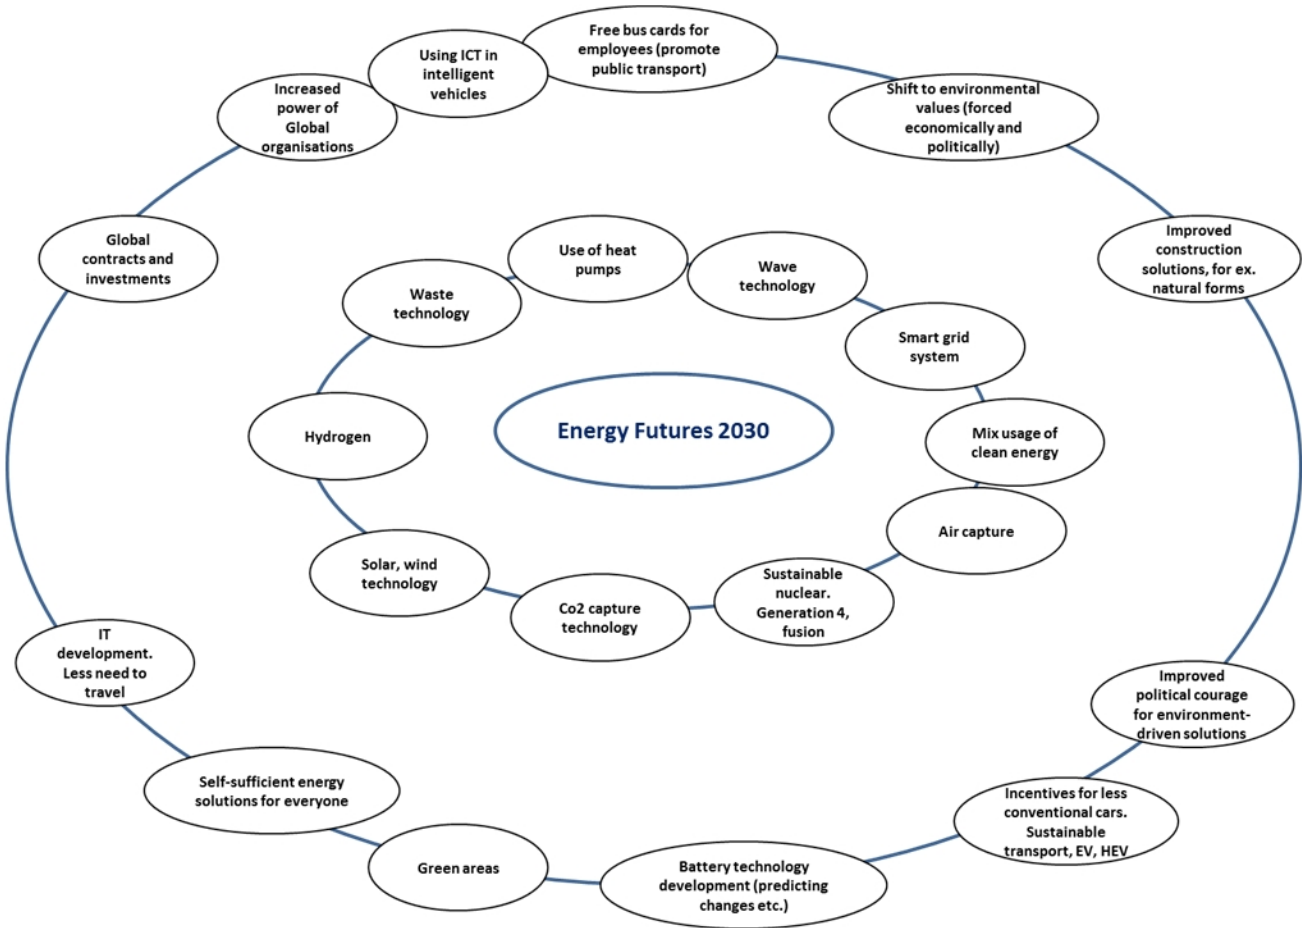 Free bus cards for
employees (promote
public transport)
Using ICT in
intelligent
vehicles
Increased
power of
Global
organisations
Shift to environmental
values (forced
economically and
politically)
Global
contracts and
investments
Improved
construction
solutions, for ex.
natural forms
Use of heat
pumps
Wave
technology
Waste
technology
Smart grid
system
Hydrogen
Energy Futures 2030
Mix usage of
clean energy
Air capture
Solar, wind
technology
Co2 capture
technology
Sustainable
nuclear.
Generation 4,
fusion
IT
development.
Less need to
travel
Improved
political courage
for environment-
driven solutions
Self-sufficient energy
solutions for everyone
Incentives for less
conventional cars.
Sustainable
transport, EV, HEV
Green areas
Battery technology
development (predicting
changes etc.)